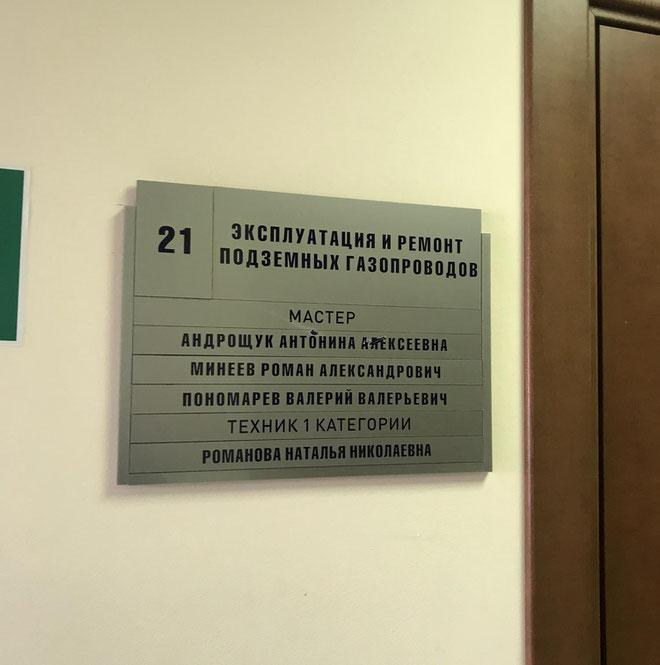 21
ЭКСПЛУАТАЦИЯ И РЕМОНТ
ПОДЗЕМНЫХ ГАЗОПРОВОДОВ
МАСТЕР
АНДРОЩУК АНТОНИНА АЛЕКСЕЕВНА
МИНЕЕВ РОМАН АЛЕКСАНДРОВИЧ
ПОНОМАРЕВ ВАЛЕРИЙ ВАЛЕРЬЕВИЧ
ТЕХНИК 1 КАТЕГОРИИ
РОМАНОВА НАТАЛЬЯ НИКОЛАЕВНА